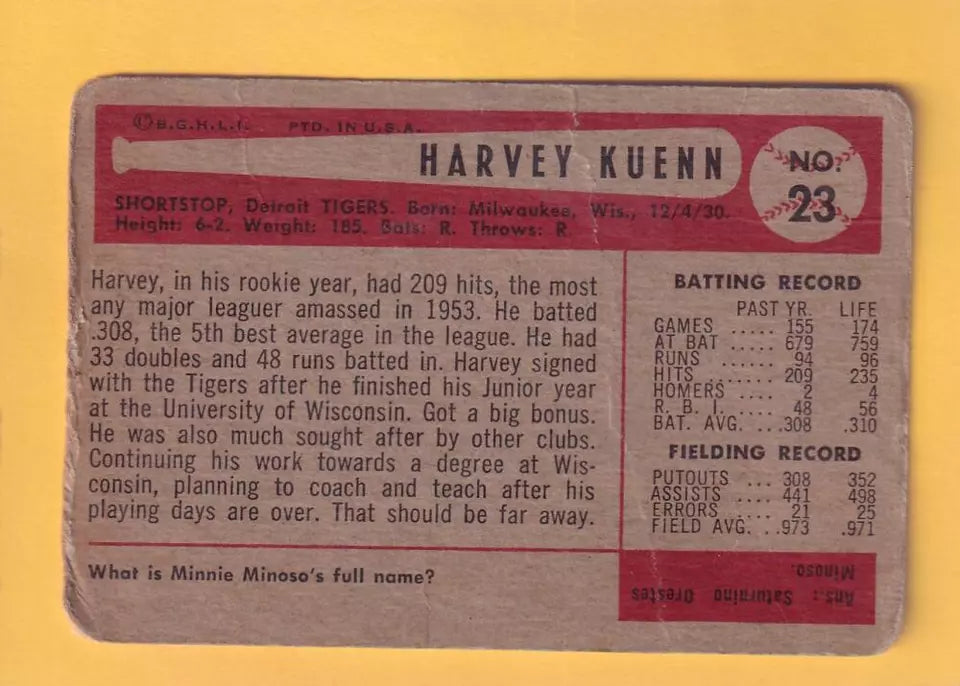 ©B.G.H.L.I. PTD. IN U.S.A.
HARVEY KUENN
NO.
23
SHORTSTOP, Detroit TIGERS. Born: Milwaukee, Wis., 12/4/30.
Height: 6-2. Weight: 185. Bats: R. Throws: R.
Harvey, in his rookie year, had 209 hits, the most
any major leaguer amassed in 1953. He batted
.308, the 5th best average in the league. He had
33 doubles and 48 runs batted in. Harvey signed
with the Tigers after he finished his Junior year
at the University of Wisconsin. Got a big bonus.
He was also much sought after by other clubs.
Continuing his work towards a degree at Wis-
consin, planning to coach and teach after his
playing days are over. That should be far away.
BATTING RECORD
PAST YR. LIFE
GAMES ..... 155 174
AT BAT ..... 679 759
RUNS ...... 94 96
HITS ...... 209 235
HOMERS .... 2 4
R. B. I. .... 48 56
BAT. AVG. ...308 .310
FIELDING RECORD
PUTOUTS ... 308 352
ASSISTS .... 441 498
ERRORS .... 21 25
FIELD AVG. ..973 .971
What is Minnie Minoso's full name?
Ans.: Saturnino Orestes
Minoso.